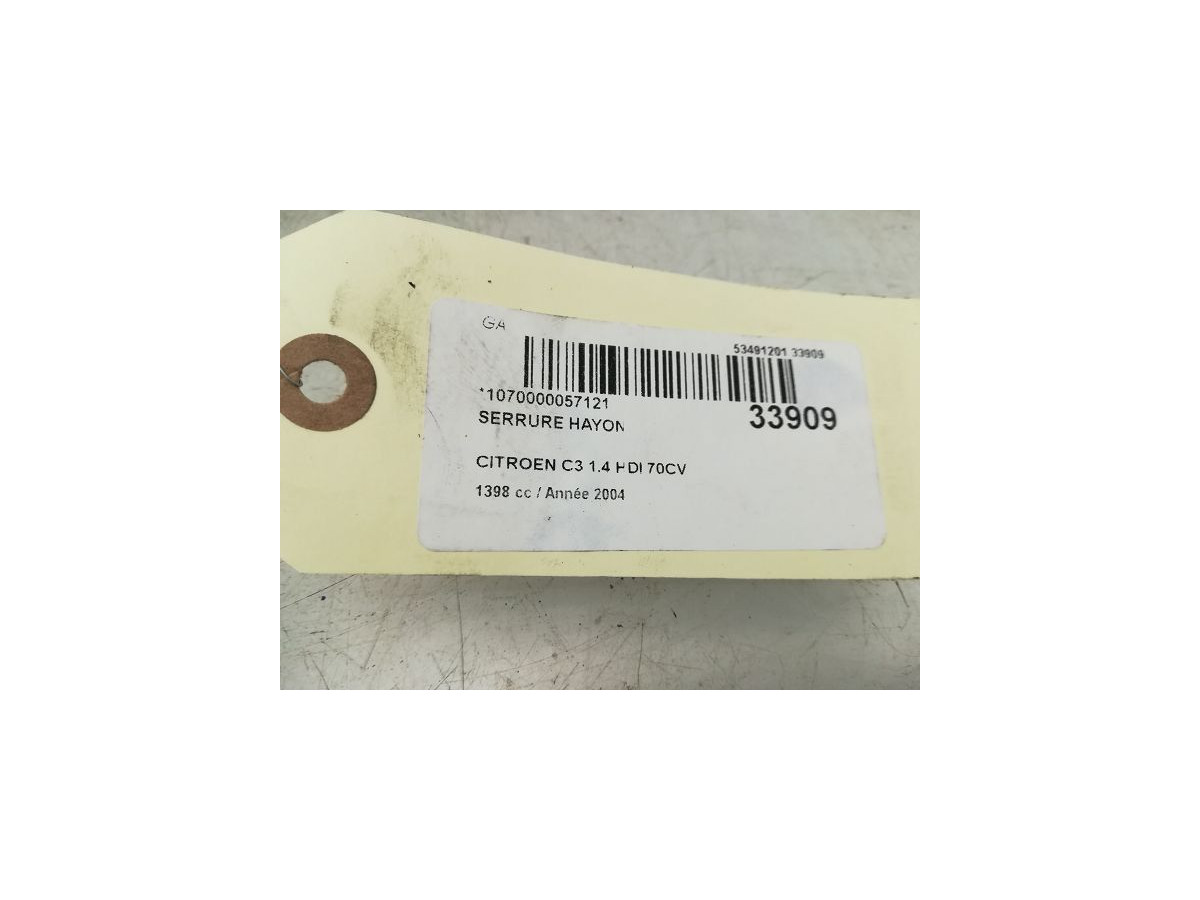 GA
53491201 33909
*1070000057121
33909
SERRURE HAYON
CITROEN C3 1.4 HDI 70CV
1398 cc / Année 2004